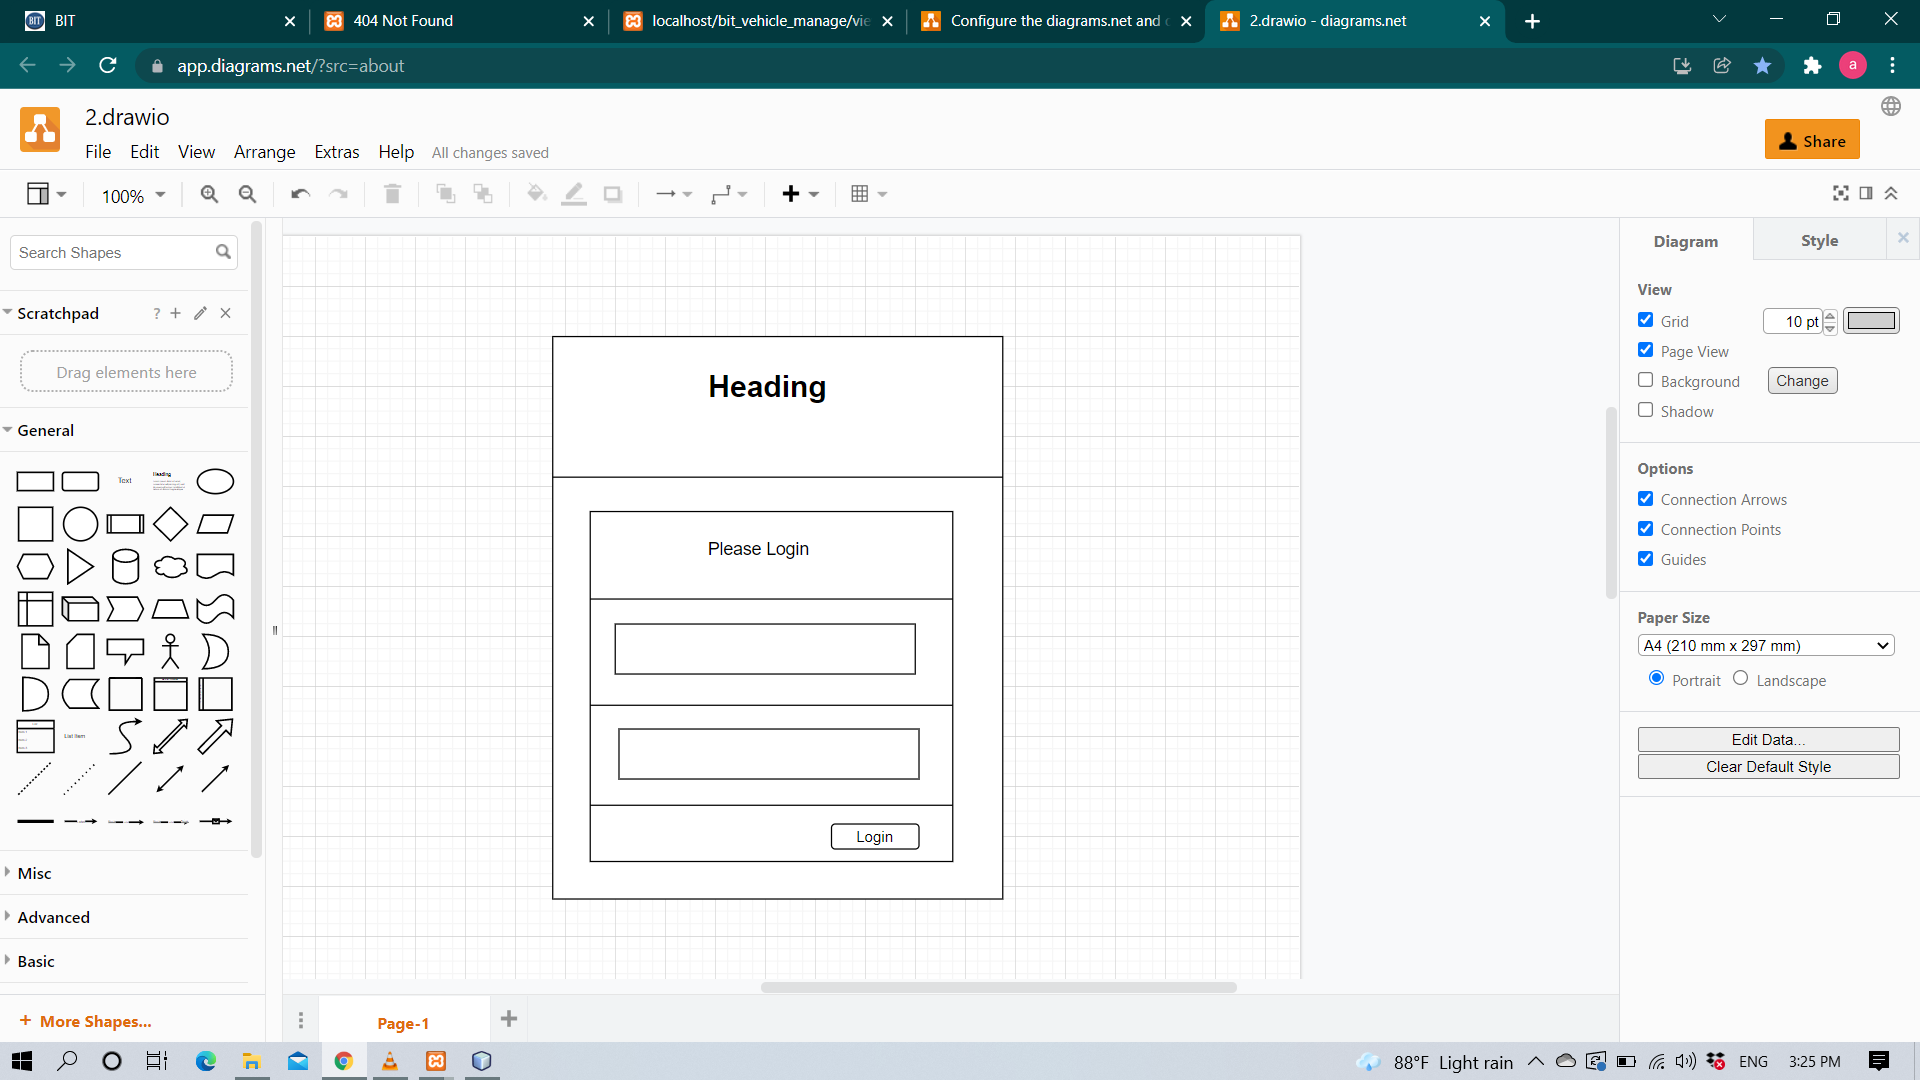 BIT
404 Not Found
localhost/bit_vehicle_manage/vie
Configure the diagrams.net and c
2.drawio - diagrams.net
app.diagrams.net/?src=about
a
2.drawio
File Edit View Arrange Extras Help All changes saved
Share
100%
Search Shapes
Scratchpad
?
Drag elements here
General
Text
Heading
List Item
Misc
Advanced
Basic
+ More Shapes...
Heading
Please Login
Login
Page-1
Diagram
Style
View
Grid
10 pt
Page View
Background
Change
Shadow
Options
Connection Arrows
Connection Points
Guides
Paper Size
A4 (210 mm x 297 mm)
Portrait
Landscape
Edit Data...
Clear Default Style
88°F Light rain
ENG
3:25 PM